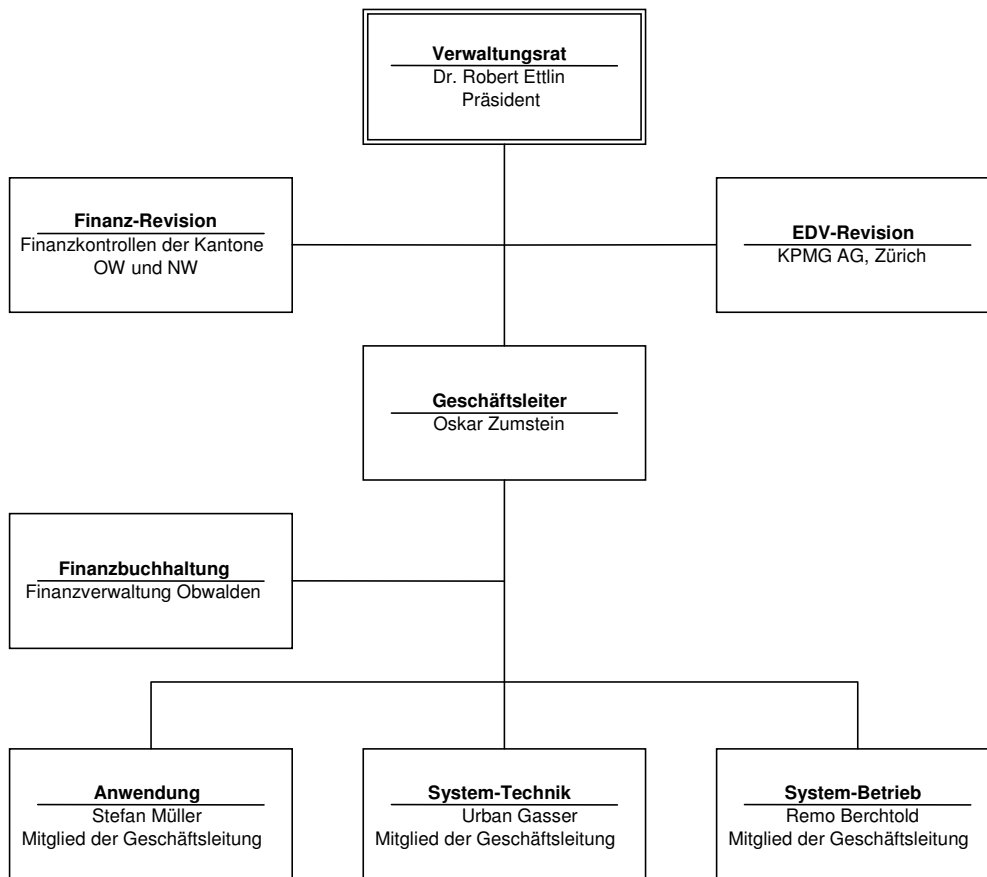 Verwaltungsrat
Dr. Robert Ettlin
Präsident
Finanz-Revision
Finanzkontrollen der Kantone
OW und NW
EDV-Revision
KPMG AG, Zürich
Geschäftsleiter
Oskar Zumstein
Finanzbuchhaltung
Finanzverwaltung Obwalden
Anwendung
Stefan Müller
Mitglied der Geschäftsleitung
System-Technik
Urban Gasser
Mitglied der Geschäftsleitung
System-Betrieb
Remo Berchtold
Mitglied der Geschäftsleitung